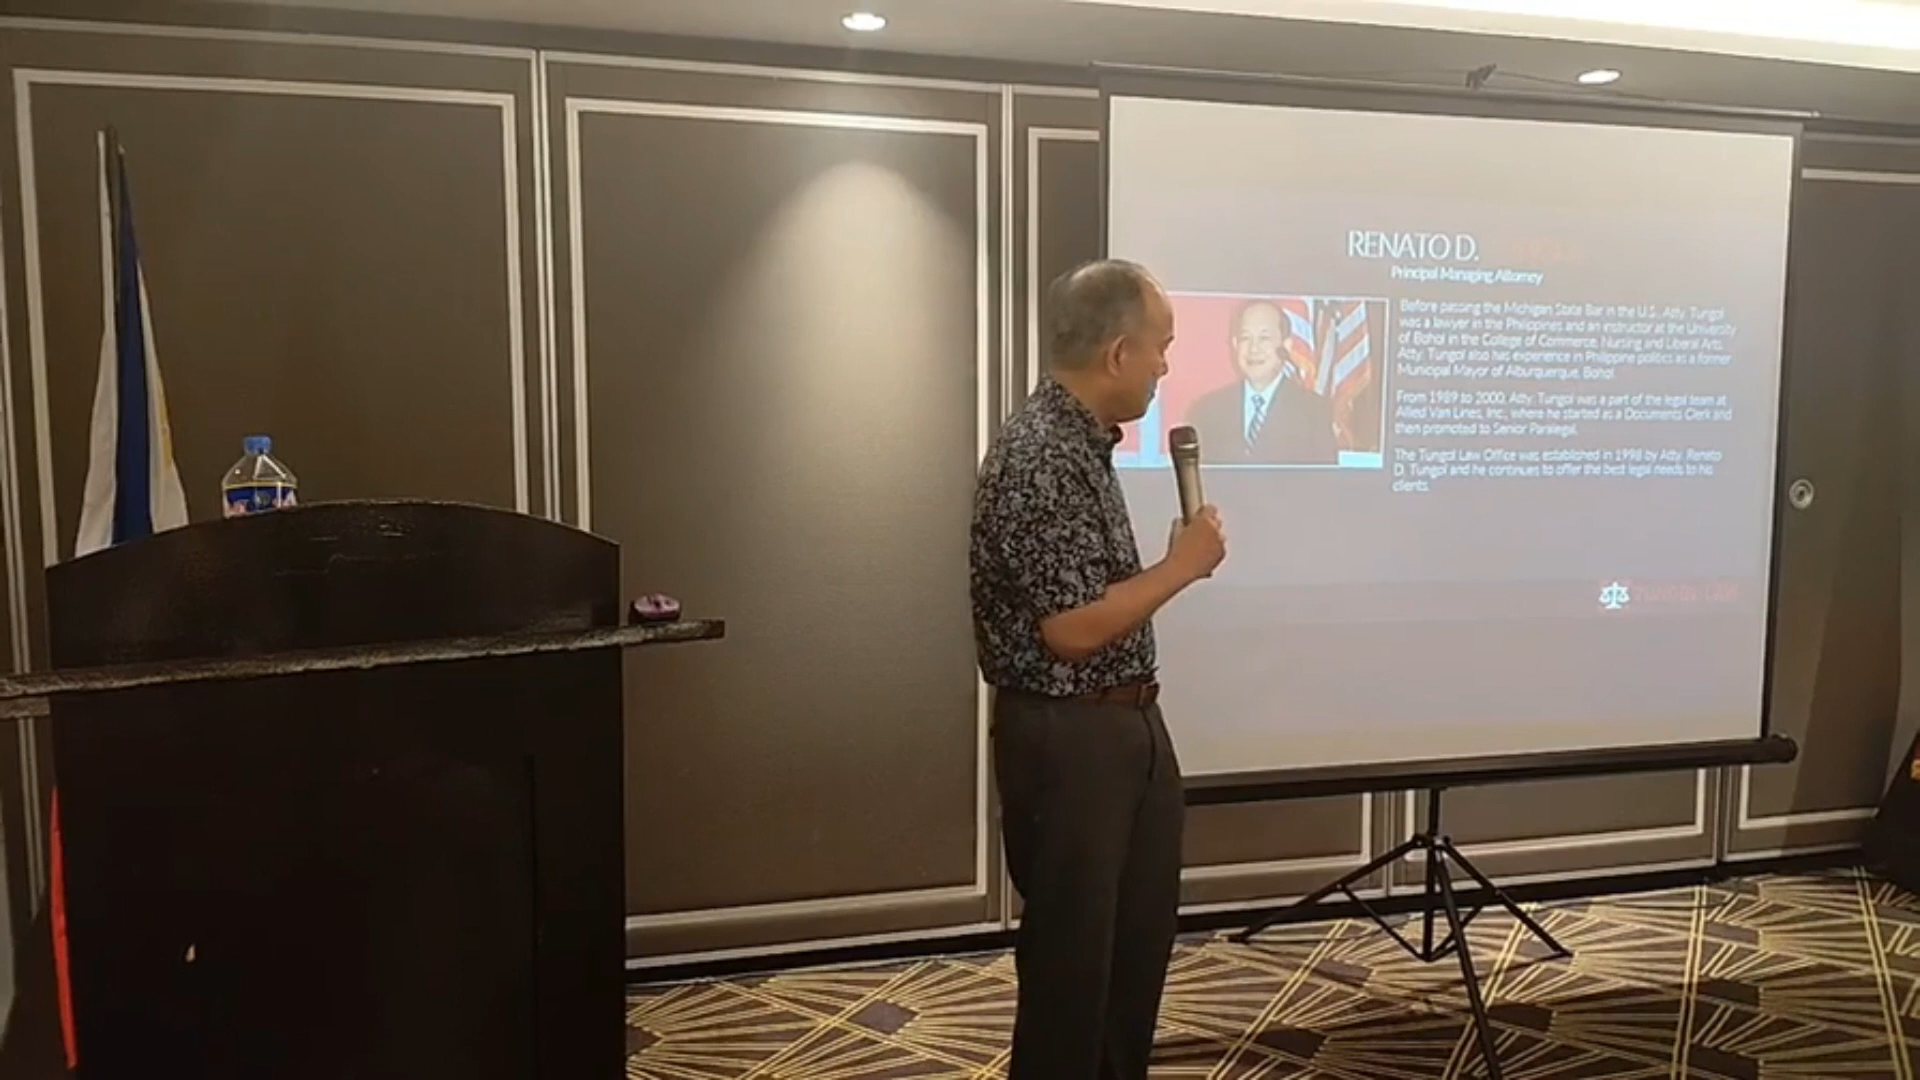 RENATO D.
Principal Managing Attorney
Before passing the Michigan State Bar in the U.S., Atty. Tungol
was a lawyer in the Philippines and an instructor at the University
of Bohol in the College of Commerce, Nursing and Liberal Arts.
Atty. Tungol also has experience in Philippine politics as a former
Municipal Mayor of Alburquerque, Bohol.
From 1989 to 2000, Atty. Tungol was a part of the legal team at
Allied Van Lines, Inc., where he started as a Documents Clerk and
then promoted to Senior Paralegal.
The Tungol Law Office was established in 1998 by Atty. Renato
D. Tungol and he continues to offer the best legal needs to his
clients.
TUNGOL LAW